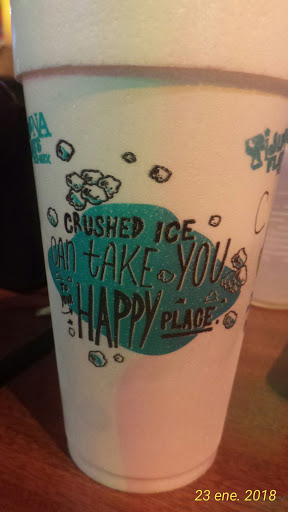 CRUSHED ICE
CAN TAKE YOU
TO YOUR
HAPPY PLACE.
23 ene. 2018